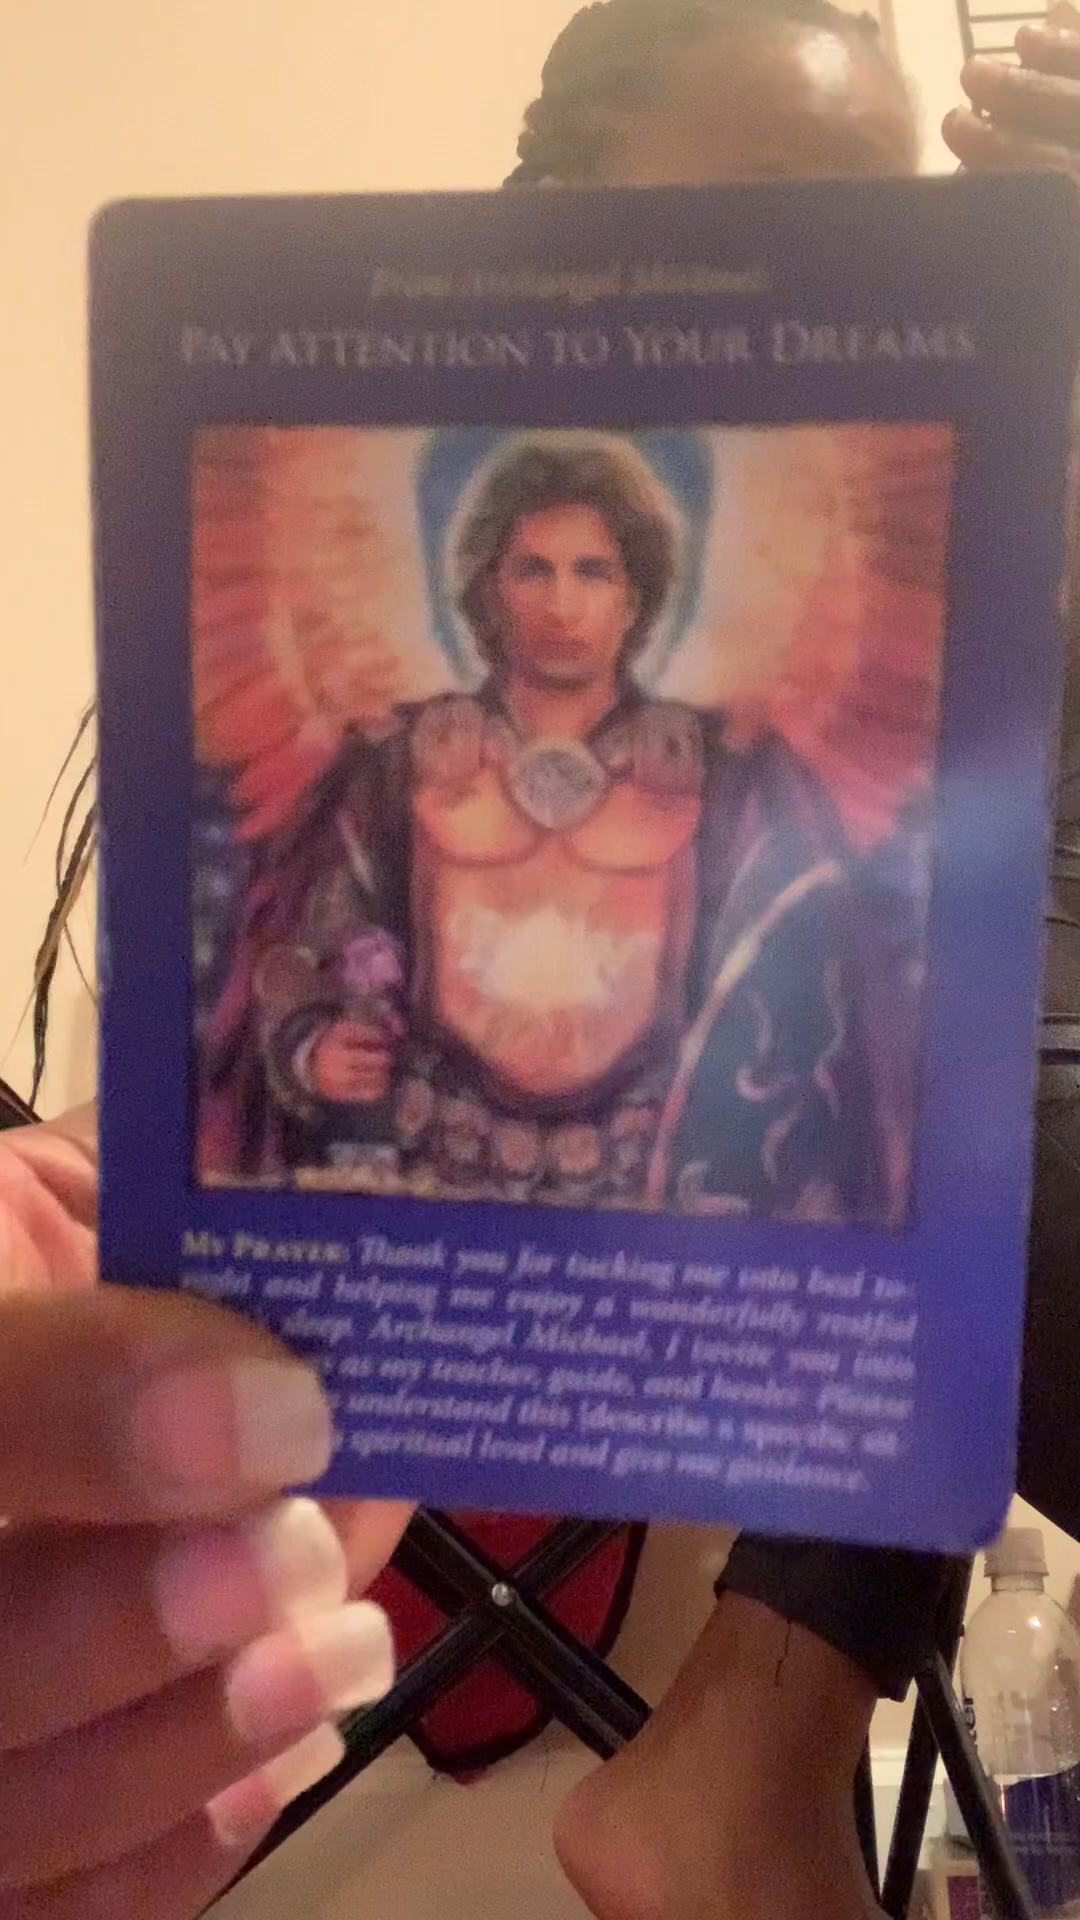 From Archangel Michael:
PAY ATTENTION TO YOUR DREAMS
MY PRAYER: Thank you for tucking me into bed to-
night and helping me enjoy a wonderfully restful
sleep. Archangel Michael, I invite you into
as my teacher, guide, and healer. Please
understand this [describe a specific sit-
spiritual level and give me guidance.